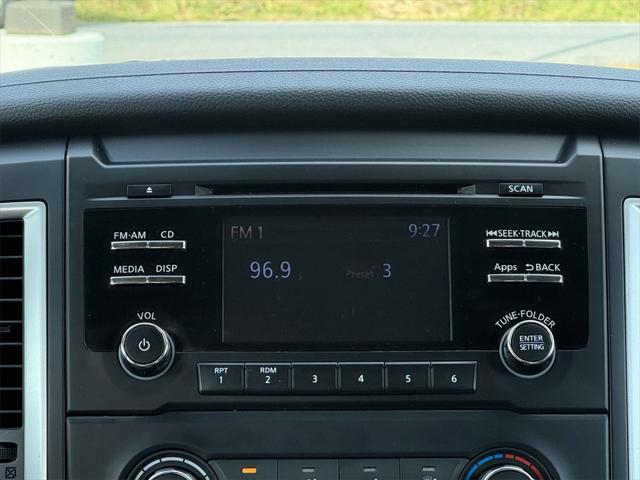 SCAN
FM·AM CD
FM 1 9:27
SEEK·TRACK
MEDIA DISP
96.9 Preset 3
Apps BACK
VOL
TUNE·FOLDER
ENTER
SETTING
RPT RDM
1 2 3 4 5 6